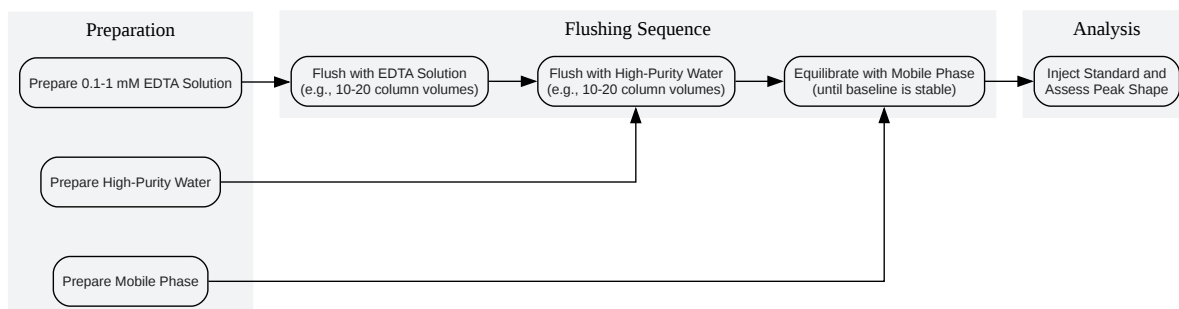 Preparation
Prepare 0.1-1 mM EDTA Solution
Prepare High-Purity Water
Prepare Mobile Phase
Flushing Sequence
Flush with EDTA Solution
(e.g., 10-20 column volumes)
Flush with High-Purity Water
(e.g., 10-20 column volumes)
Equilibrate with Mobile Phase
(until baseline is stable)
Analysis
Inject Standard and
Assess Peak Shape